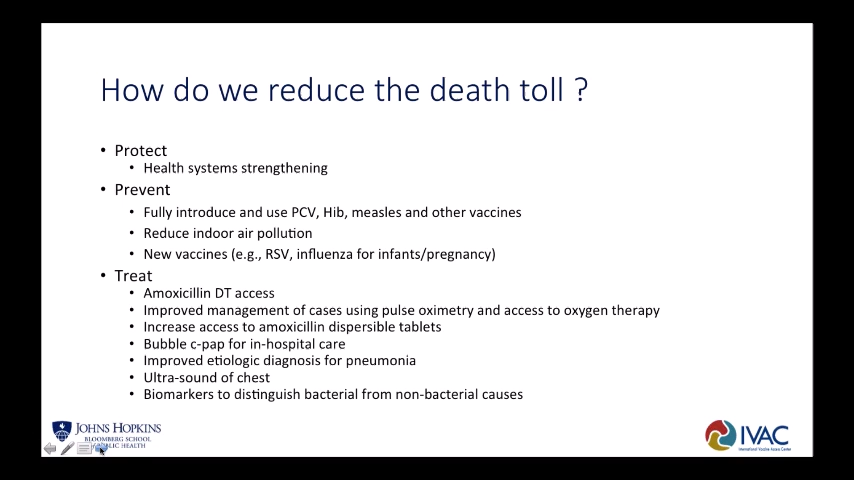 How do we reduce the death toll ?
• Protect
• Health systems strengthening
• Prevent
• Fully introduce and use PCV, Hib, measles and other vaccines
• Reduce indoor air pollution
• New vaccines (e.g., RSV, influenza for infants/pregnancy)
• Treat
• Amoxicillin DT access
• Improved management of cases using pulse oximetry and access to oxygen therapy
• Increase access to amoxicillin dispersible tablets
• Bubble c-pap for in-hospital care
• Improved etiologic diagnosis for pneumonia
• Ultra-sound of chest
• Biomarkers to distinguish bacterial from non-bacterial causes
JOHNS HOPKINS
BLOOMBERG SCHOOL
PUBLIC HEALTH
IVAC
International Vaccine Access Center